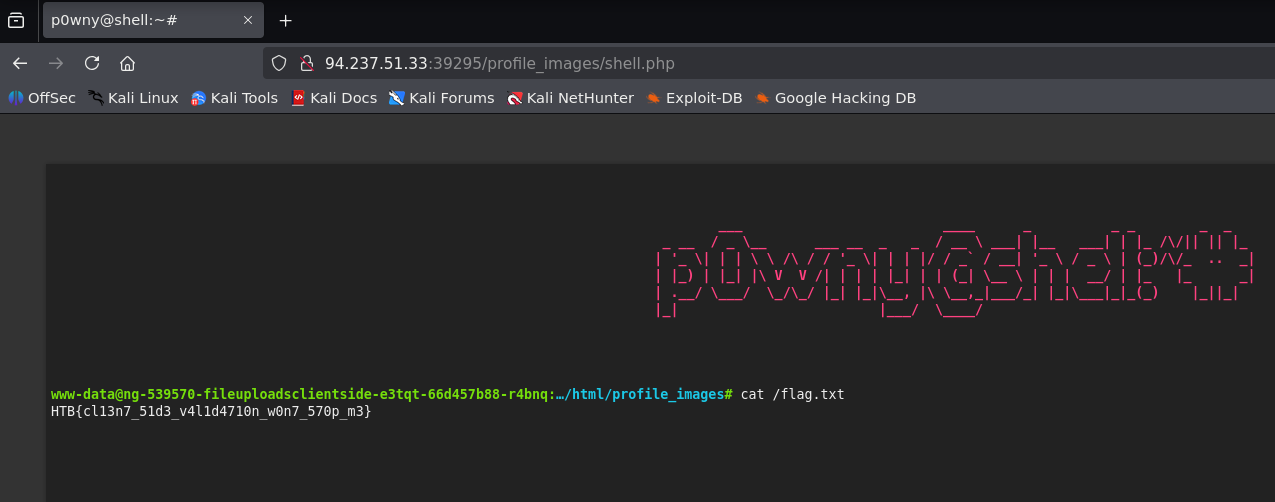 p0wny@shell:~#
94.237.51.33:39295/profile_images/shell.php
OffSec Kali Linux Kali Tools Kali Docs Kali Forums Kali NetHunter Exploit-DB Google Hacking DB
p0wny@shell:~#
www-data@ng-539570-fileuploadsclientside-e3tqt-66d457b88-r4bnq:…/html/profile_images# cat /flag.txt
HTB{cl13n7_51d3_v4l1d4710n_w0n7_570p_m3}